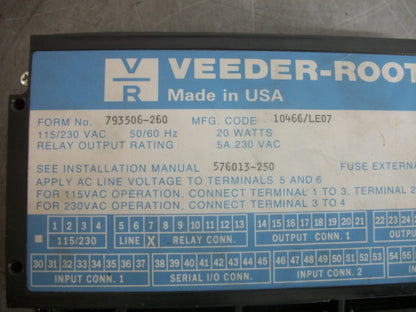 V
R
VEEDER-ROOT
Made in USA
FORM No. 793506-260 MFG. CODE 10466/LE07
115/230 VAC 50/60 Hz 20 WATTS
RELAY OUTPUT RATING 5A.230 VAC
SEE INSTALLATION MANUAL 576013-250 FUSE EXTERNAL
APPLY AC LINE VOLTAGE TO TERMINALS 5 AND 6
FOR 115VAC OPERATION, CONNECT TERMINAL 1 TO 3, TERMINAL 2
FOR 230VAC OPERATION, CONNECT TERMINAL 3 TO 4
1 2 3 4 5 6 7 8 9 10 11 12 13 14 15 16 17 18 19 20 21 22 23 24
115/230 LINE X RELAY CONN. OUTPUT CONN. 1 OUT
30 31 32 33 34 35 36 37 38 39 40 41 42 43 44 45 46 47 48 49 50 51 52 53 54 55
INPUT CONN. 1 SERIAL I/O CONN. INPUT CONN. 2 IN